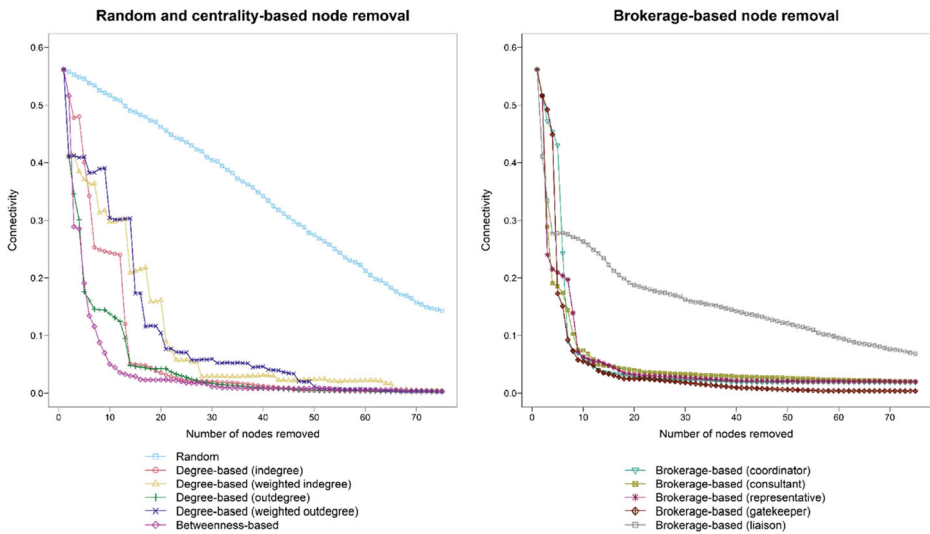 Random and centrality-based node removal
0.6
0.5
0.4
0.3
0.2
0.1
0.0
Connectivity
0 10 20 30 40 50 60 70
Number of nodes removed
Random
Degree-based (indegree)
Degree-based (weighted indegree)
Degree-based (outdegree)
Degree-based (weighted outdegree)
Betweenness-based
Brokerage-based node removal
0.6
0.5
0.4
0.3
0.2
0.1
0.0
Connectivity
0 10 20 30 40 50 60 70
Number of nodes removed
Brokerage-based (coordinator)
Brokerage-based (consultant)
Brokerage-based (representative)
Brokerage-based (gatekeeper)
Brokerage-based (liaison)